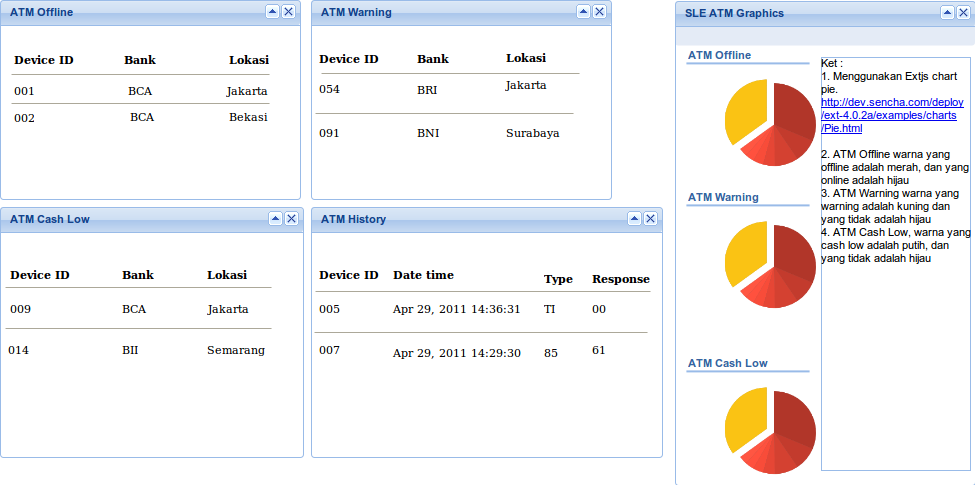 ATM Offline
Device ID Bank Lokasi
001 BCA Jakarta
002 BCA Bekasi
ATM Warning
Device ID Bank Lokasi
054 BRI Jakarta
091 BNI Surabaya
ATM Cash Low
Device ID Bank Lokasi
009 BCA Jakarta
014 BII Semarang
ATM History
Device ID Date time Type Response
005 Apr 29, 2011 14:36:31 TI 00
007 Apr 29, 2011 14:29:30 85 61
SLE ATM Graphics
ATM Offline
ATM Warning
ATM Cash Low
Ket :
1. Menggunakan Extjs chart
pie.
http://dev.sencha.com/deploy
/ext-4.0.2a/examples/charts
/Pie.html
2. ATM Offline warna yang
offline adalah merah, dan yang
online adalah hijau
3. ATM Warning warna yang
warning adalah kuning dan
yang tidak adalah hijau
4. ATM Cash Low, warna yang
cash low adalah putih, dan
yang tidak adalah hijau